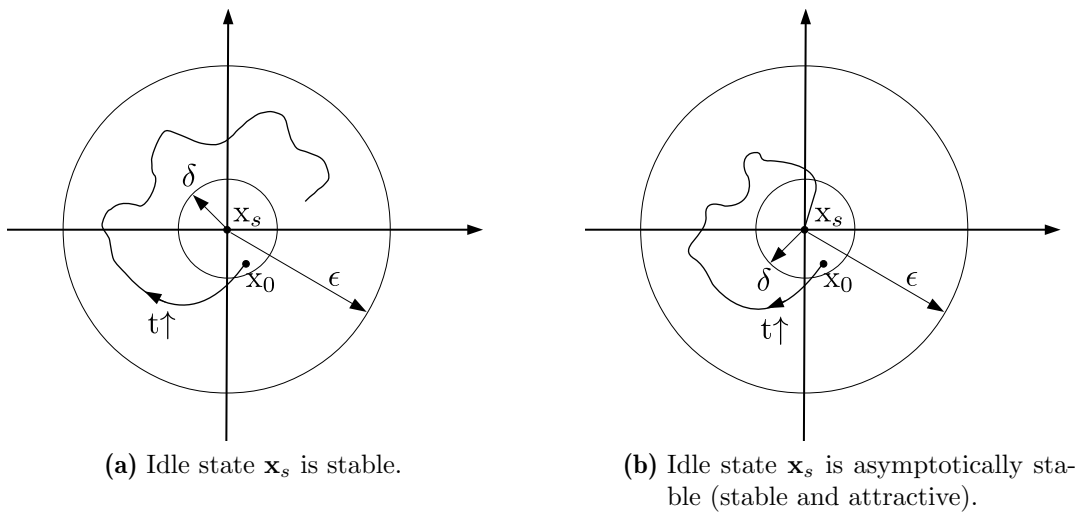 δ
x_s
x_0
ϵ
t↑
(a) Idle state x_s is stable.
x_s
δ
x_0
ϵ
t↑
(b) Idle state x_s is asymptotically sta-
ble (stable and attractive).